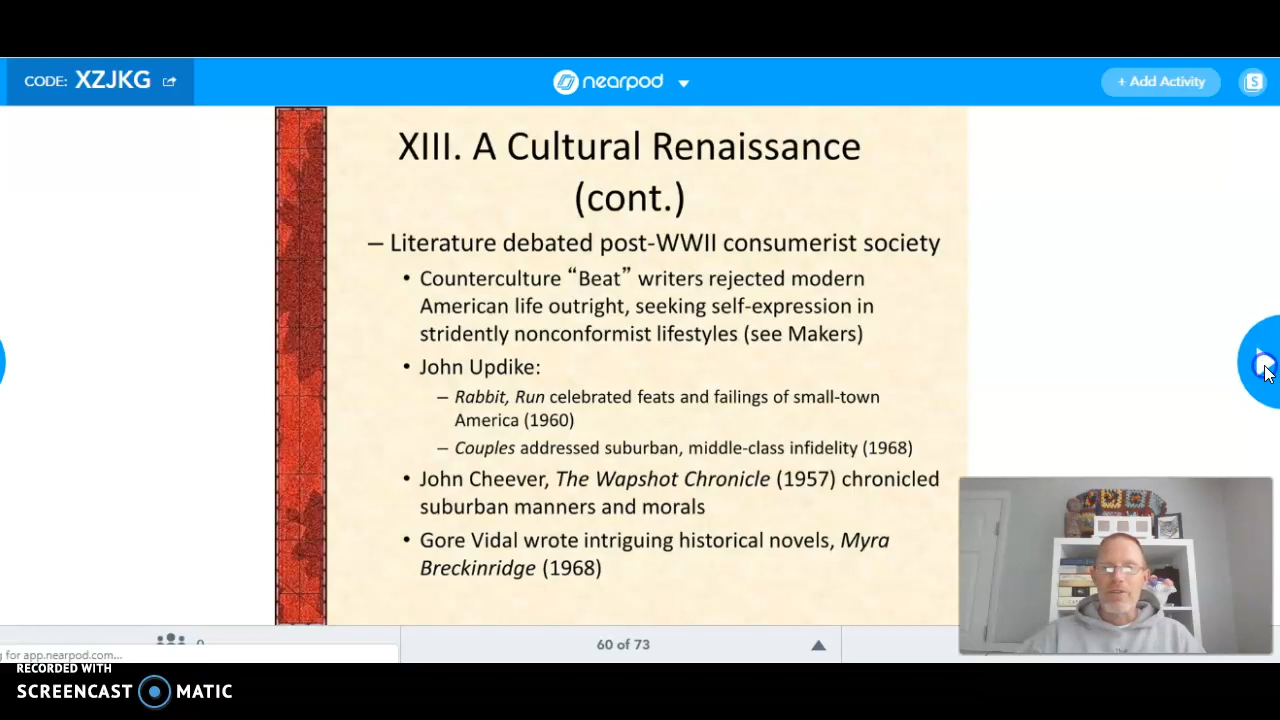 CODE: XZJKG
nearpod
+ Add Activity
S
XIII. A Cultural Renaissance
(cont.)
– Literature debated post-WWII consumerist society
• Counterculture “Beat” writers rejected modern
American life outright, seeking self-expression in
stridently nonconformist lifestyles (see Makers)
• John Updike:
– Rabbit, Run celebrated feats and failings of small-town
America (1960)
– Couples addressed suburban, middle-class infidelity (1968)
• John Cheever, The Wapshot Chronicle (1957) chronicled
suburban manners and morals
• Gore Vidal wrote intriguing historical novels, Myra
Breckinridge (1968)
60 of 73
for app.nearpod.com...
RECORDED WITH
SCREENCAST MATIC